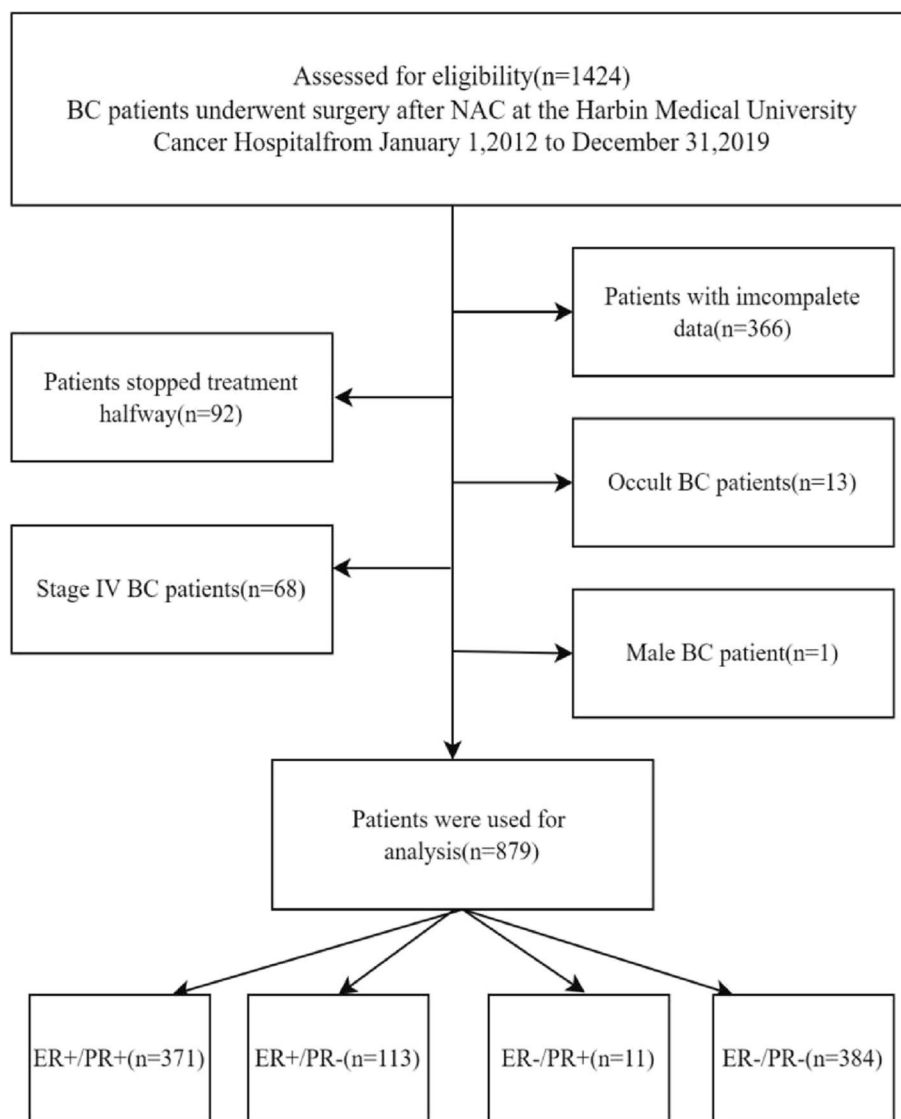 Assessed for eligibility(n=1424)
BC patients underwent surgery after NAC at the Harbin Medical University
Cancer Hospitalfrom January 1,2012 to December 31,2019
Patients with imcompalete
data(n=366)
Patients stopped treatment
halfway(n=92)
Occult BC patients(n=13)
Stage IV BC patients(n=68)
Male BC patient(n=1)
Patients were used for
analysis(n=879)
ER+/PR+(n=371)
ER+/PR-(n=113)
ER-/PR+(n=11)
ER-/PR-(n=384)